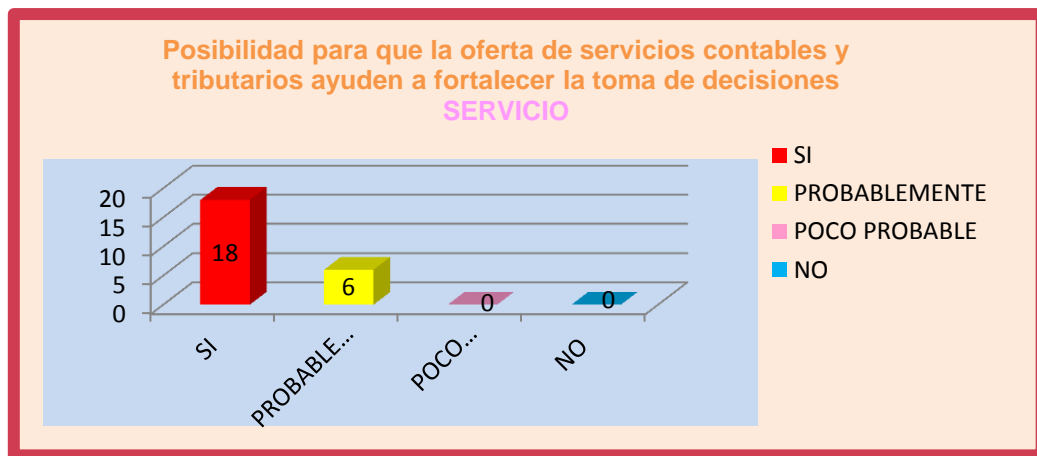 Posibilidad para que la oferta de servicios contables y
tributarios ayuden a fortalecer la toma de decisiones
SERVICIO
SI
PROBABLEMENTE
POCO PROBABLE
NO
20
15
10
5
0
18
6
0
0
SI
PROBABLE...
POCO...
NO